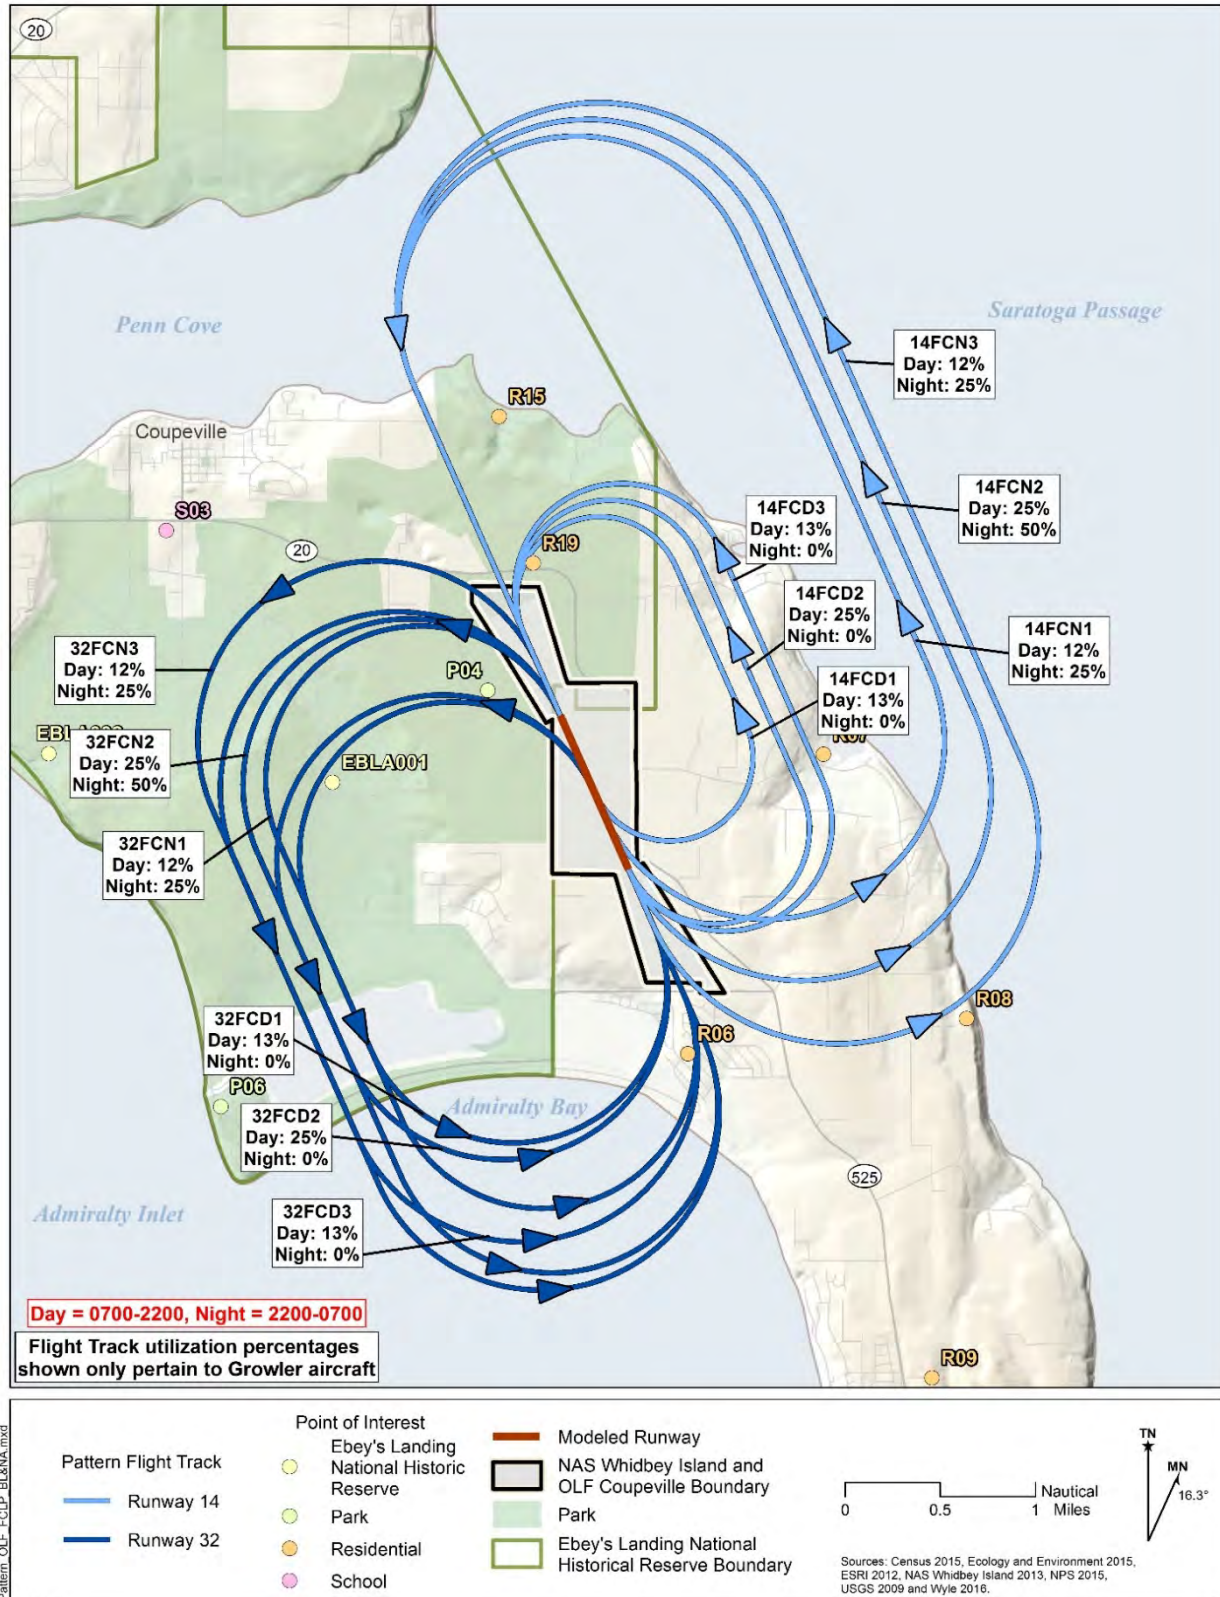 20
Penn Cove
Saratoga Passage
14FCN3
Day: 12%
Night: 25%
R15
Coupeville
S03
20
R19
14FCD3
Day: 13%
Night: 0%
14FCN2
Day: 25%
Night: 50%
14FCD2
Day: 25%
Night: 0%
14FCN1
Day: 12%
Night: 25%
14FCD1
Day: 13%
Night: 0%
32FCN3
Day: 12%
Night: 25%
P04
32FCN2
Day: 25%
Night: 50%
EBLA001
32FCN1
Day: 12%
Night: 25%
R08
32FCD1
Day: 13%
Night: 0%
R06
P06
Admiralty Bay
32FCD2
Day: 25%
Night: 0%
525
Admiralty Inlet
32FCD3
Day: 13%
Night: 0%
Day = 0700-2200, Night = 2200-0700
Flight Track utilization percentages
shown only pertain to Growler aircraft
R09
Pattern Flight Track
Runway 14
Runway 32
Point of Interest
Ebey's Landing
National Historic
Reserve
Park
Residential
School
Modeled Runway
NAS Whidbey Island and
OLF Coupeville Boundary
Park
Ebey's Landing National
Historical Reserve Boundary
0 0.5 1 Nautical
Miles
TN
MN
16.3°
Sources: Census 2015, Ecology and Environment 2015,
ESRI 2012, NAS Whidbey Island 2013, NPS 2015,
USGS 2009 and Wyle 2016.